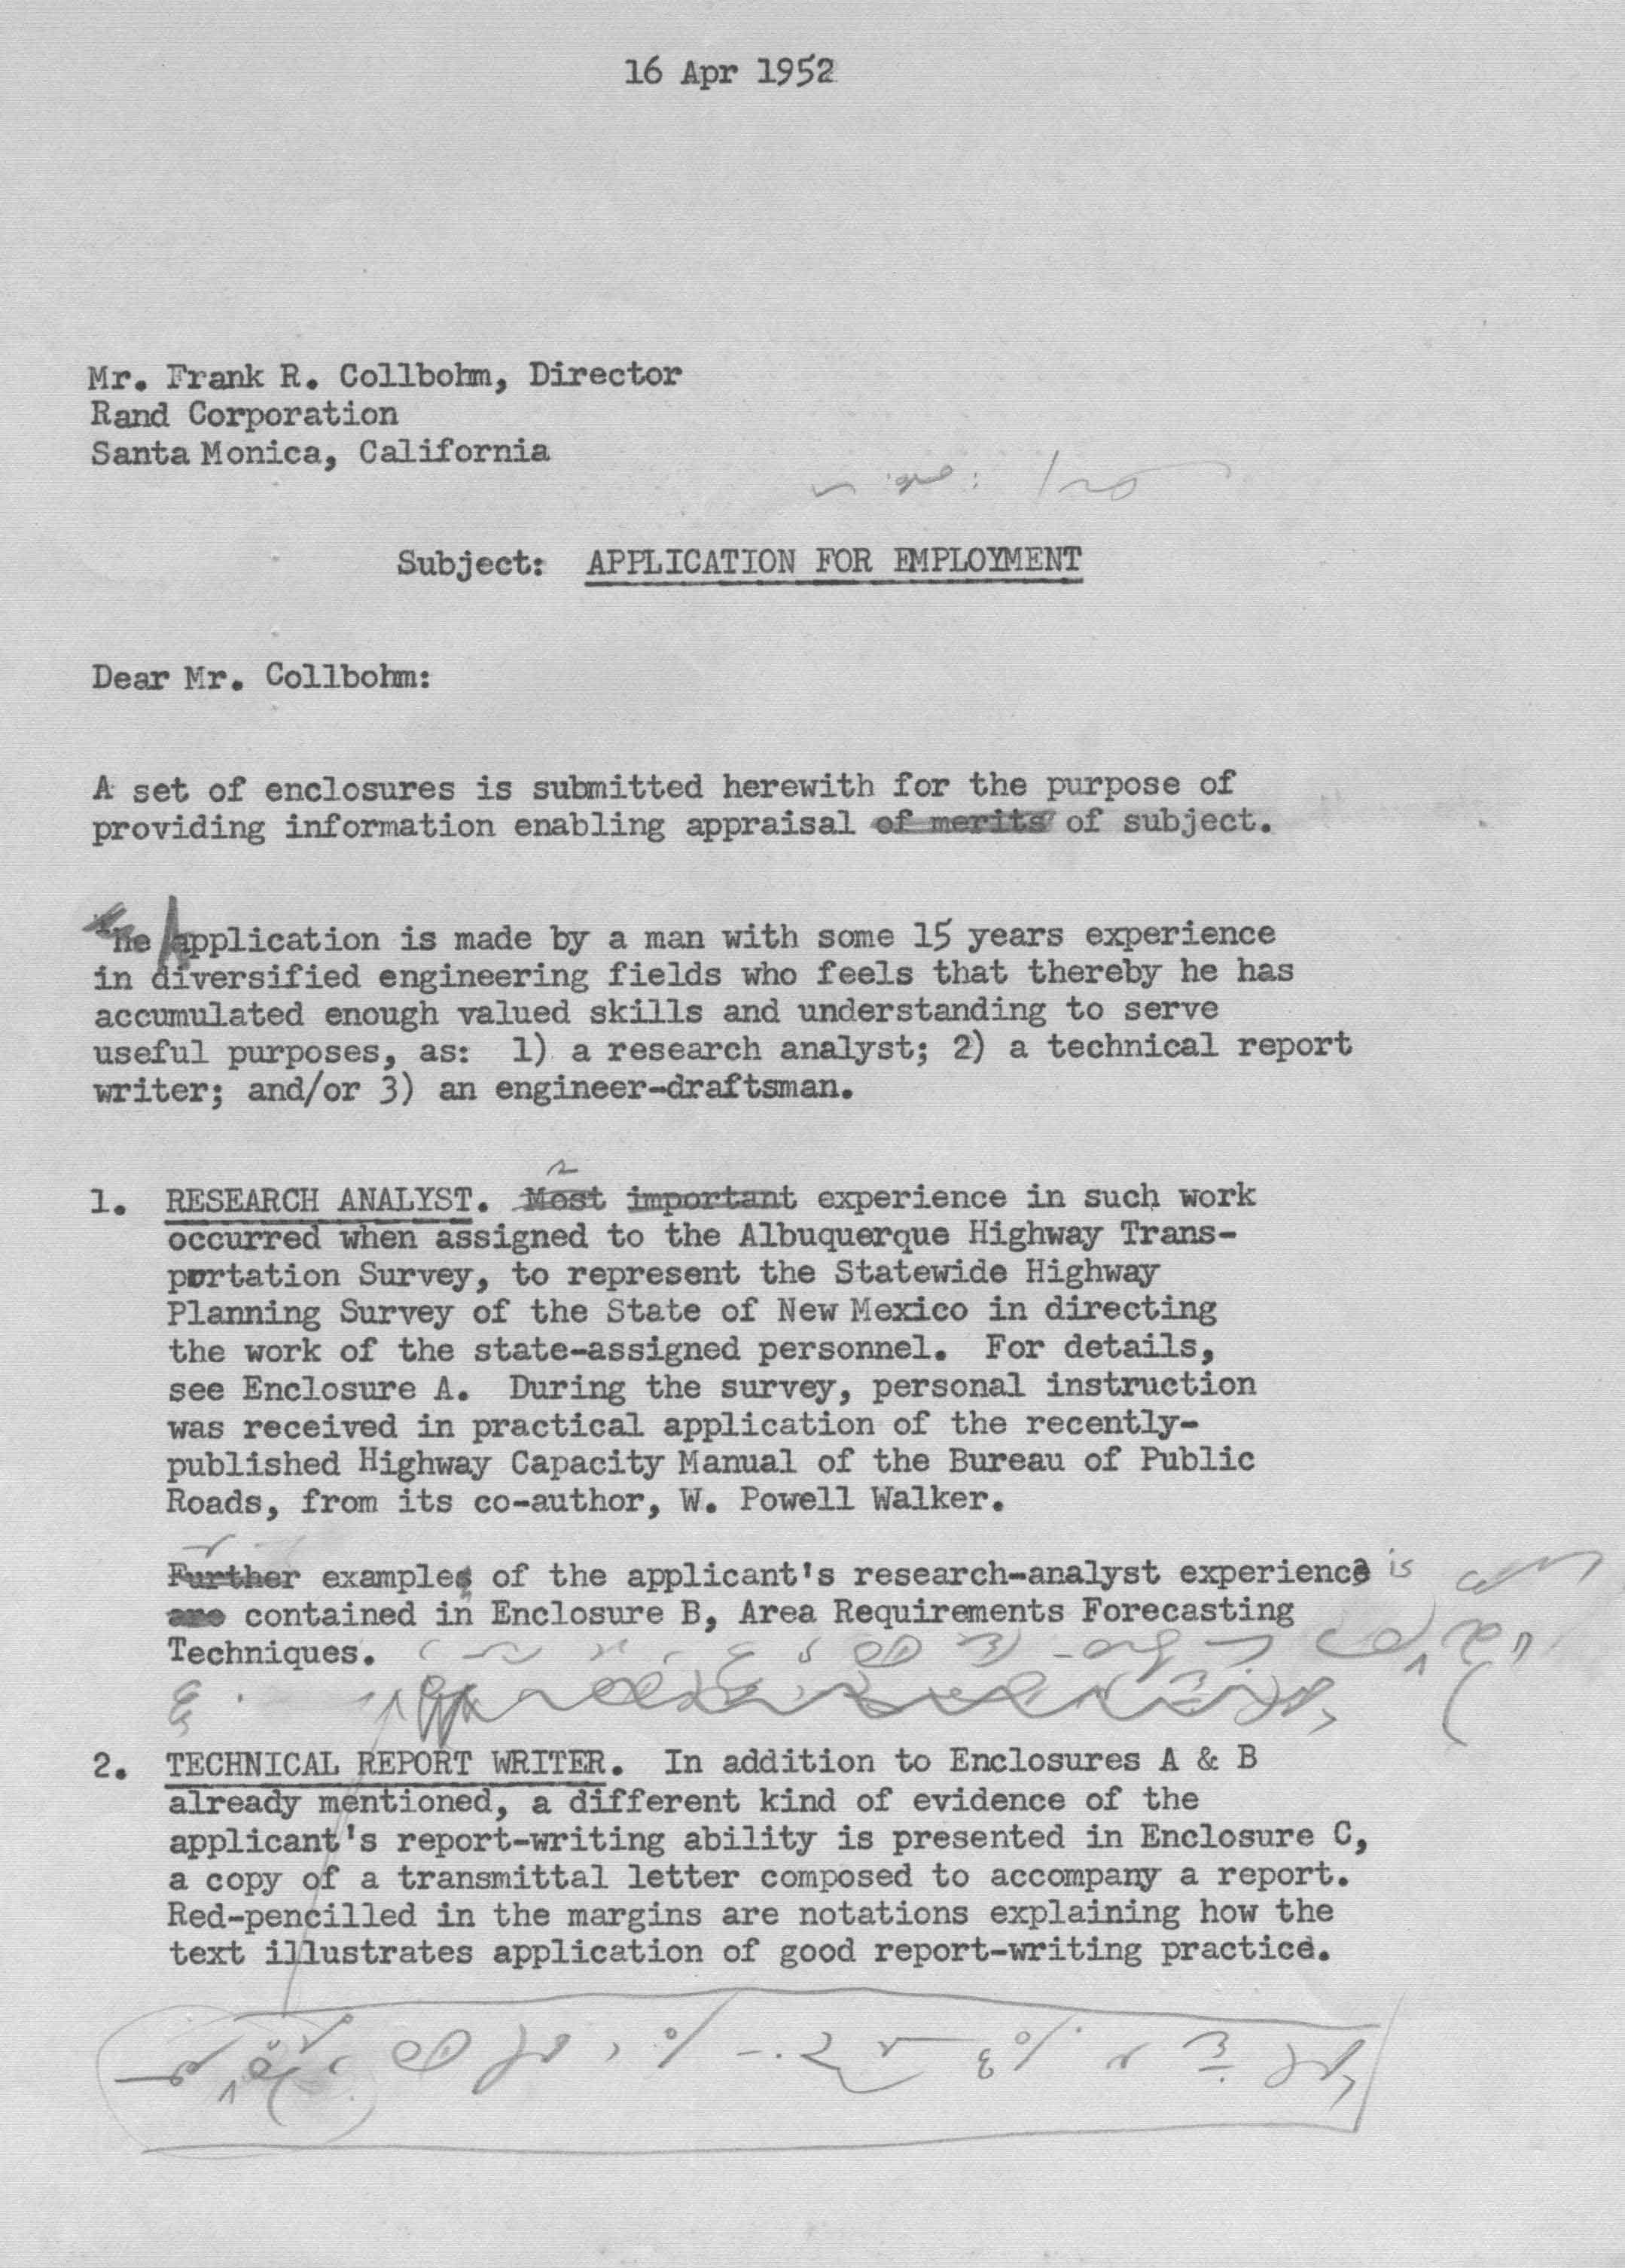 16 Apr 1952
Mr. Frank R. Collbohm, Director
Rand Corporation
Santa Monica, California
Subject: APPLICATION FOR EMPLOYMENT
Dear Mr. Collbohm:
A set of enclosures is submitted herewith for the purpose of
providing information enabling appraisal of merits of subject.
The application is made by a man with some 15 years experience
in diversified engineering fields who feels that thereby he has
accumulated enough valued skills and understanding to serve
useful purposes, as: 1) a research analyst; 2) a technical report
writer; and/or 3) an engineer-draftsman.
1. RESEARCH ANALYST. Most important experience in such work
occurred when assigned to the Albuquerque Highway Trans-
portation Survey, to represent the Statewide Highway
Planning Survey of the State of New Mexico in directing
the work of the state-assigned personnel. For details,
see Enclosure A. During the survey, personal instruction
was received in practical application of the recently-
published Highway Capacity Manual of the Bureau of Public
Roads, from its co-author, W. Powell Walker.
Further examples of the applicant's research-analyst experience is
are contained in Enclosure B, Area Requirements Forecasting
Techniques.
2. TECHNICAL REPORT WRITER. In addition to Enclosures A & B
already mentioned, a different kind of evidence of the
applicant's report-writing ability is presented in Enclosure C,
a copy of a transmittal letter composed to accompany a report.
Red-pencilled in the margins are notations explaining how the
text illustrates application of good report-writing practice.